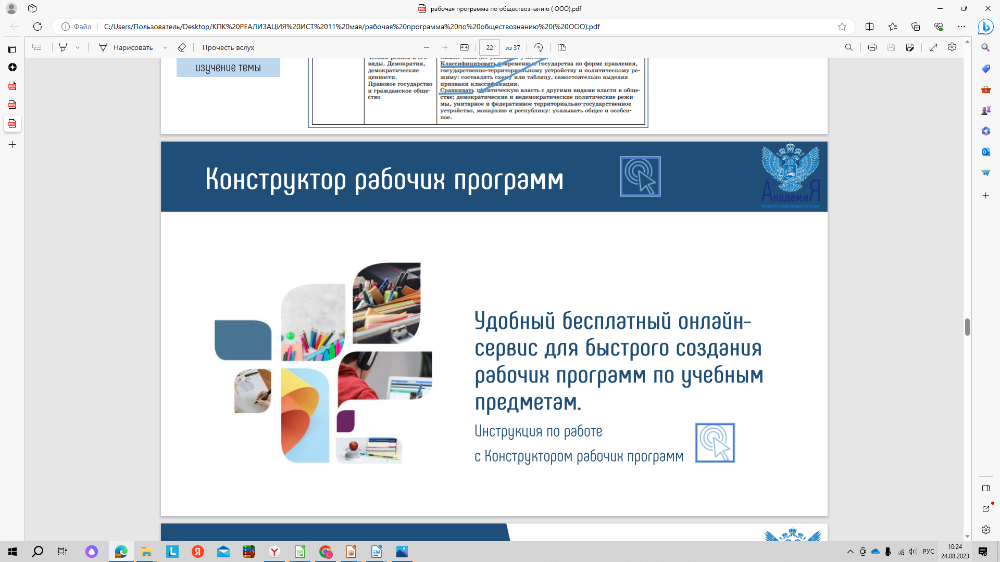 рабочая программа по обществознанию ( ООО).pdf
Файл
C:/Users/Пользователь/Desktop/КПК%20РЕАЛИЗАЦИЯ%20ИСТ%2011%20мая/рабочая%20программа%20по%20обществознанию%20(%20ООО).pdf
Нарисовать
Прочесть вслух
22
из 37
изучение темы
виды. Демократия,
демократические
ценности.
Правовое государство
и гражданское обще-
ство
Классифицировать современные государства по форме правления,
государственно-территориальному устройству и политическому ре-
жиму: составлять схему или таблицу, самостоятельно выделяя
признаки классификации.
Сравнивать политическую власть с другими видами власти в обще-
стве; демократические и недемократические политические режи-
мы, унитарное и федеративное территориально-государственное
устройство, монархию и республику: указывать общее и особен-
ное.
Конструктор рабочих программ
АкадемиЯ
МИНПРОСВЕЩЕНИЯ РОССИИ
Удобный бесплатный онлайн-
сервис для быстрого создания
рабочих программ по учебным
предметам.
Инструкция по работе
с Конструктором рабочих программ
РУС
10:24
24.08.2023